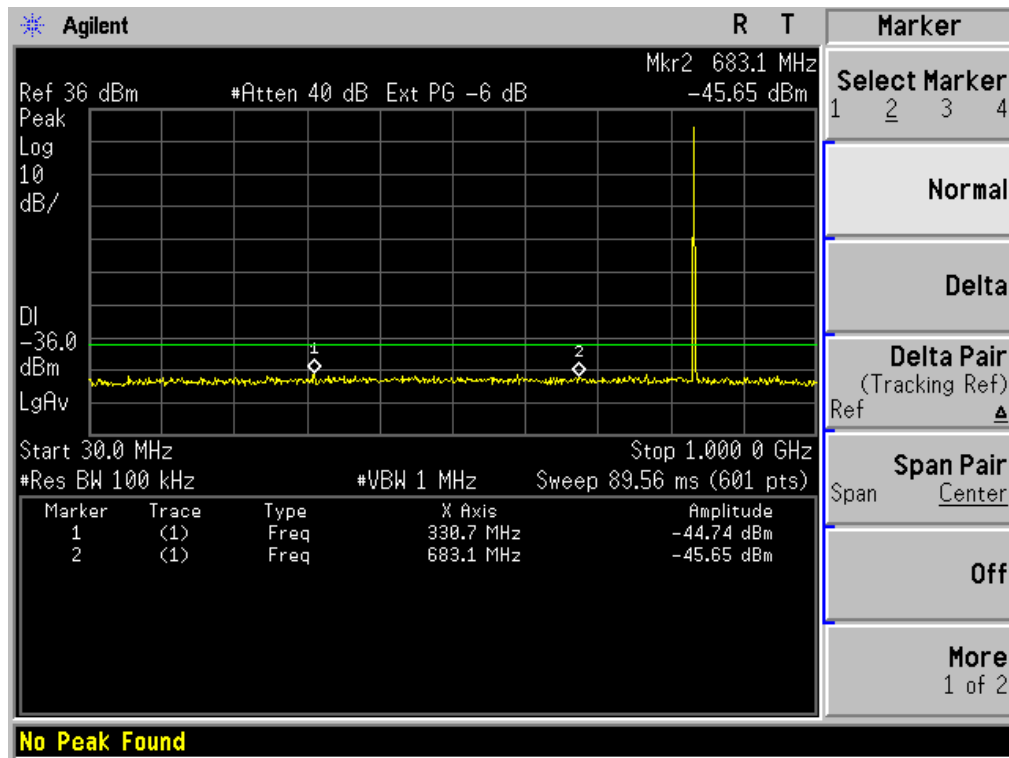 Agilent R T
Mkr2 683.1 MHz
Ref 36 dBm #Atten 40 dB Ext PG -6 dB -45.65 dBm
Peak
Log
10
dB/
DI
-36.0
dBm
LgAv
1
2
Start 30.0 MHz Stop 1.000 0 GHz
#Res BW 100 kHz #VBW 1 MHz Sweep 89.56 ms (601 pts)
Marker Trace Type X Axis Amplitude
1 (1) Freq 330.7 MHz -44.74 dBm
2 (1) Freq 683.1 MHz -45.65 dBm
No Peak Found
Marker
Select Marker
1 2 3 4
Normal
Delta
Delta Pair
(Tracking Ref)
Ref Δ
Span Pair
Span Center
Off
More
1 of 2